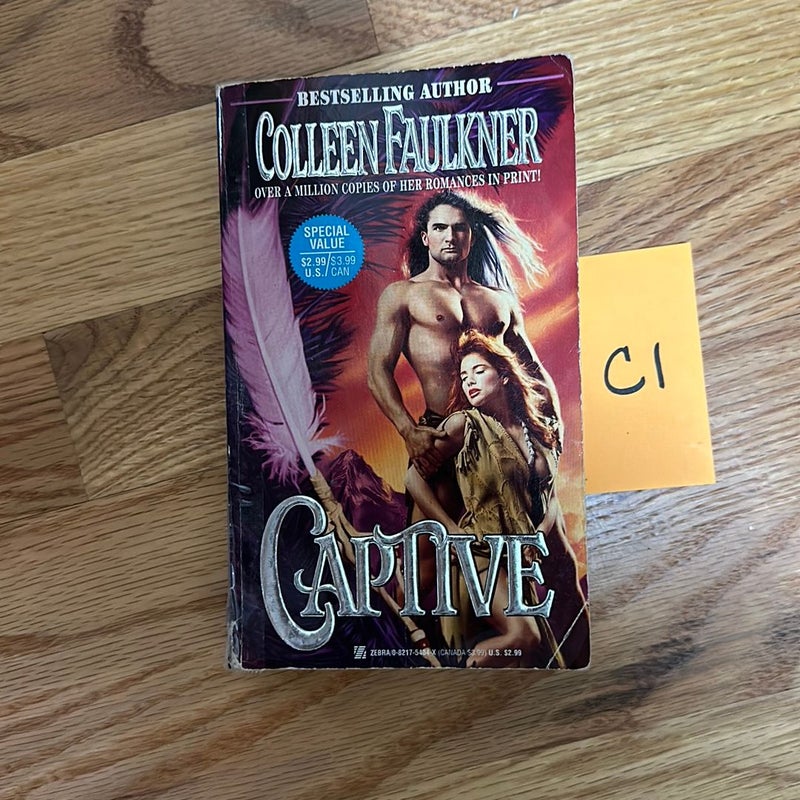 BESTSELLING AUTHOR
COLLEEN FAULKNER
OVER A MILLION COPIES OF HER ROMANCES IN PRINT!
SPECIAL
VALUE
$2.99/$3.99
U.S./CAN
C1
CAPTIVE
ZEBRA/0-8217-5484-X (CANADA $3.99) U.S. $2.99